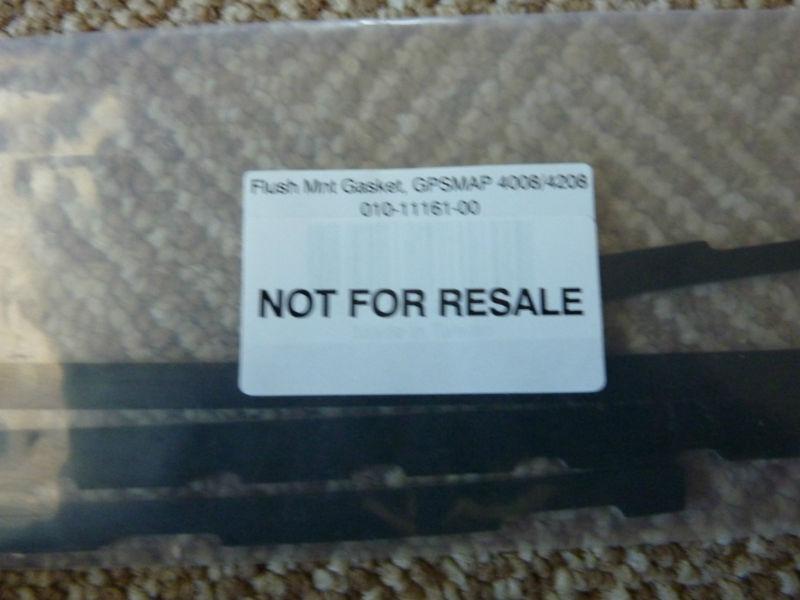 Flush Mnt Gasket, GPSMAP 4008/4208
010-11161-00
NOT FOR RESALE